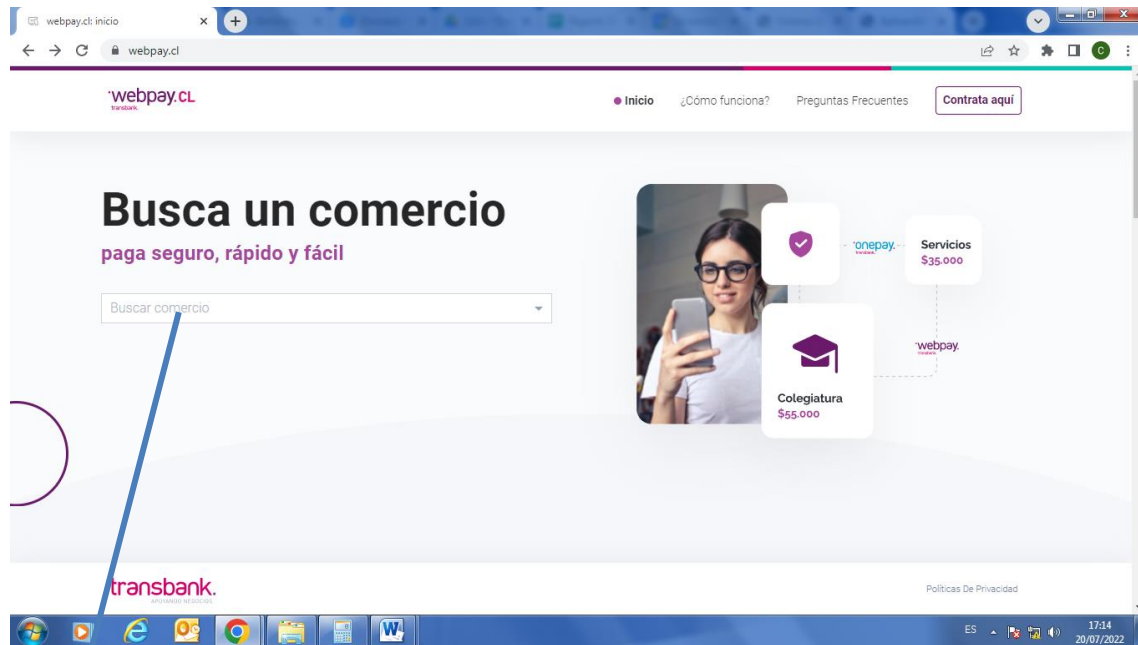 webpay.cl: inicio
webpay.cl
C
webpay.CL
transbank.
Inicio
¿Cómo funciona?
Preguntas Frecuentes
Contrata aquí
Busca un comercio
paga seguro, rápido y fácil
Buscar comercio
onepay.
Servicios
$35.000
webpay.
Colegiatura
$55.000
transbank.
APOYANDO NEGOCIOS
Políticas De Privacidad
ES
17:14
20/07/2022